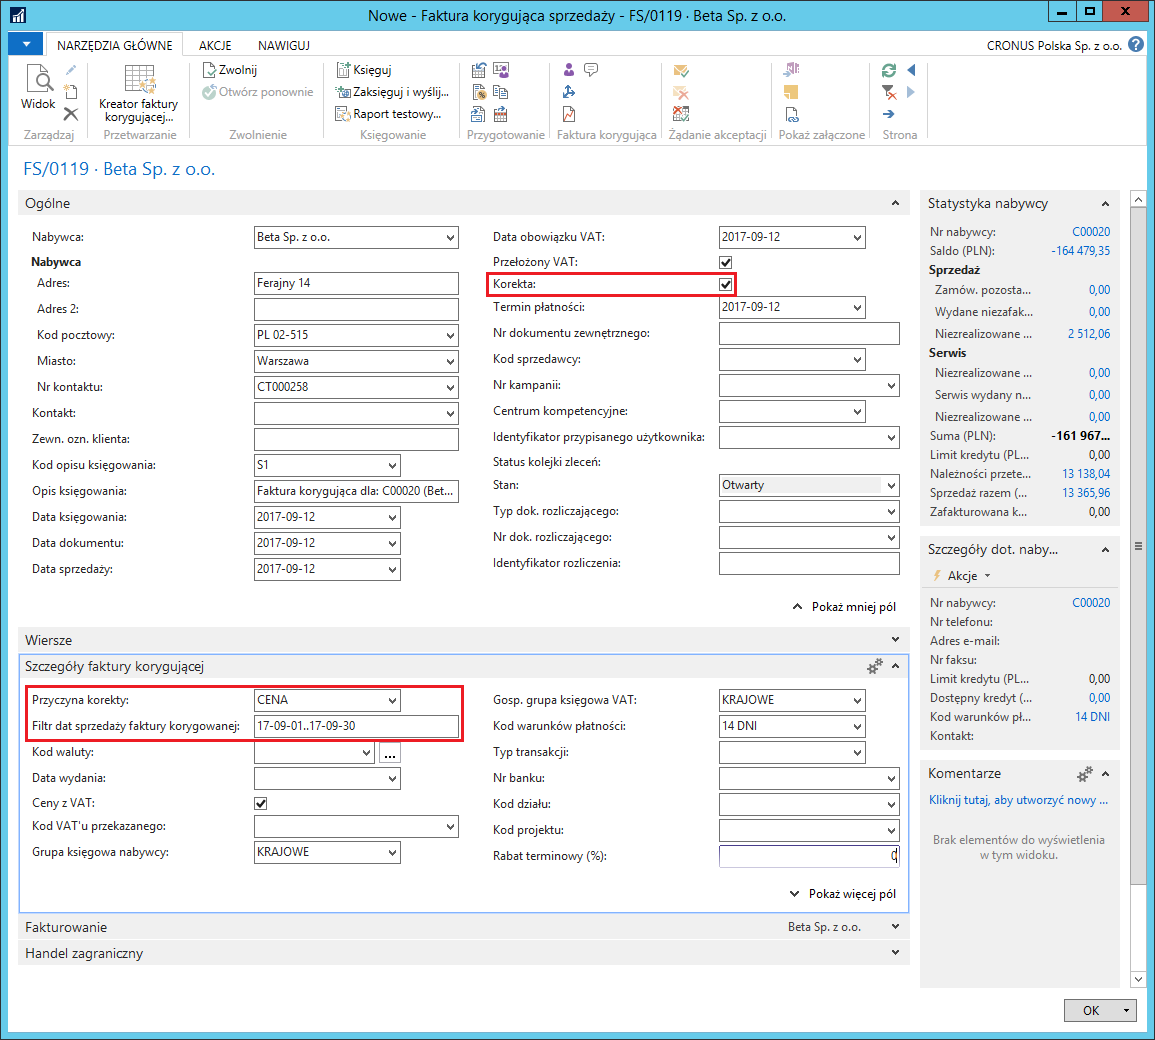 Nowe - Faktura korygująca sprzedaży - FS/0119 · Beta Sp. z o.o.
NARZĘDZIA GŁÓWNE AKCJE NAWIGUJ CRONUS Polska Sp. z o.o.
Widok
Zarządzaj
Kreator faktury
korygującej...
Przetwarzanie
Zwolnij
Otwórz ponownie
Zwolnienie
Księguj
Zaksięguj i wyślij...
Raport testowy...
Księgowanie
Przygotowanie
Faktura korygująca
Żądanie akceptacji
Pokaż załączone
Strona
FS/0119 · Beta Sp. z o.o.
Ogólne
Nabywca: Beta Sp. z o.o.
Nabywca
Adres: Ferajny 14
Adres 2:
Kod pocztowy: PL 02-515
Miasto: Warszawa
Nr kontaktu: CT000258
Kontakt:
Zewn. ozn. klienta:
Kod opisu księgowania: S1
Opis księgowania: Faktura korygująca dla: C00020 (Bet...
Data księgowania: 2017-09-12
Data dokumentu: 2017-09-12
Data sprzedaży: 2017-09-12
Data obowiązku VAT: 2017-09-12
Przełożony VAT:
Korekta:
Termin płatności: 2017-09-12
Nr dokumentu zewnętrznego:
Kod sprzedawcy:
Nr kampanii:
Centrum kompetencyjne:
Identyfikator przypisanego użytkownika:
Status kolejki zleceń:
Stan: Otwarty
Typ dok. rozliczającego:
Nr dok. rozliczającego:
Identyfikator rozliczenia:
Pokaż mniej pól
Wiersze
Szczegóły faktury korygującej
Przyczyna korekty: CENA
Filtr dat sprzedaży faktury korygowanej: 17-09-01..17-09-30
Kod waluty: ...
Data wydania:
Ceny z VAT:
Kod VAT'u przekazanego:
Grupa księgowa nabywcy: KRAJOWE
Gosp. grupa księgowa VAT: KRAJOWE
Kod warunków płatności: 14 DNI
Typ transakcji:
Nr banku:
Kod działu:
Kod projektu:
Rabat terminowy (%): 0
Pokaż więcej pól
Fakturowanie Beta Sp. z o.o.
Handel zagraniczny
Statystyka nabywcy
Nr nabywcy: C00020
Saldo (PLN): -164 479,35
Sprzedaż
Zamów. pozosta... 0,00
Wydane niezafak... 0,00
Niezrealizowane ... 2 512,06
Serwis
Niezrealizowane ... 0,00
Serwis wydany n... 0,00
Niezrealizowane ... 0,00
Suma (PLN): -161 967...
Limit kredytu (PL... 0,00
Należności przete... 13 138,04
Sprzedaż razem (... 13 365,96
Zafakturowana k... 0,00
Szczegóły dot. naby...
Akcje
Nr nabywcy: C00020
Nr telefonu:
Adres e-mail:
Nr faksu:
Limit kredytu (PL... 0,00
Dostępny kredyt (... 0,00
Kod warunków pł... 14 DNI
Kontakt:
Komentarze
Kliknij tutaj, aby utworzyć nowy ...
Brak elementów do wyświetlenia
w tym widoku.
OK